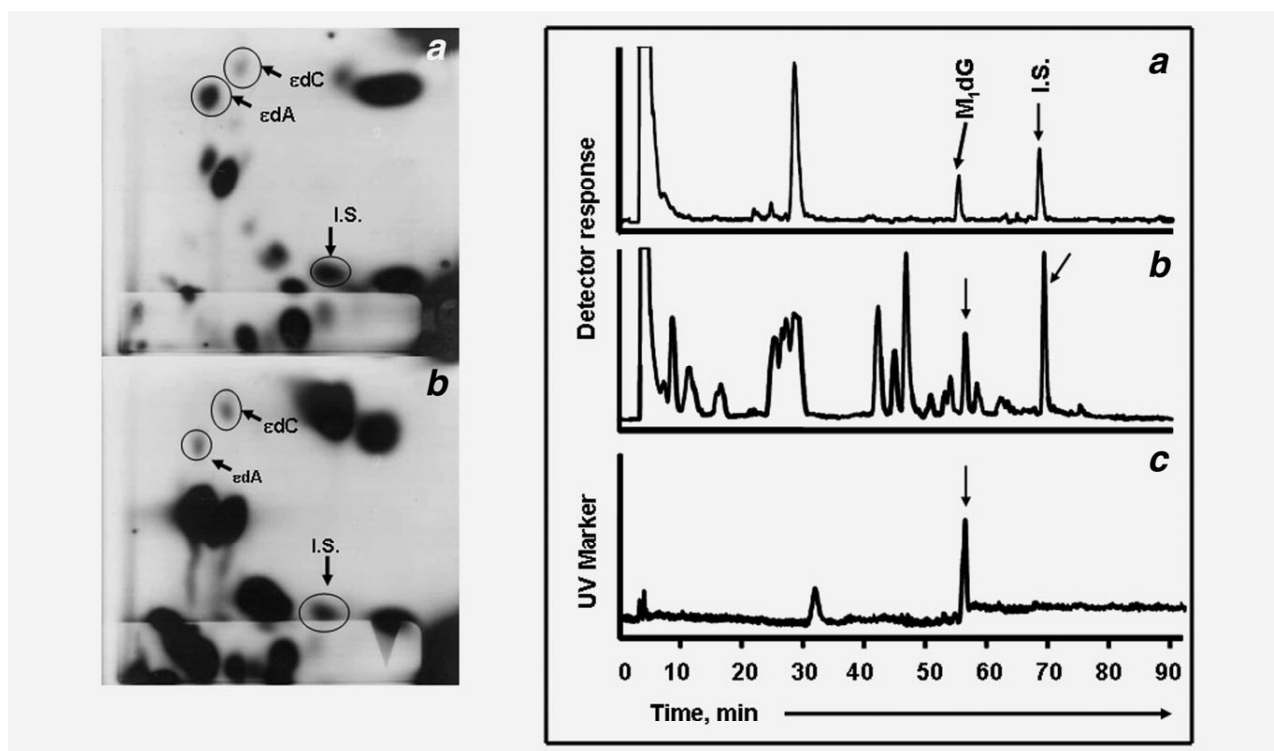 a
εdC
εdA
I.S.
b
εdC
εdA
I.S.
Detector response
UV Marker
a
M₁dG
I.S.
b
c
0 10 20 30 40 50 60 70 80 90
Time, min